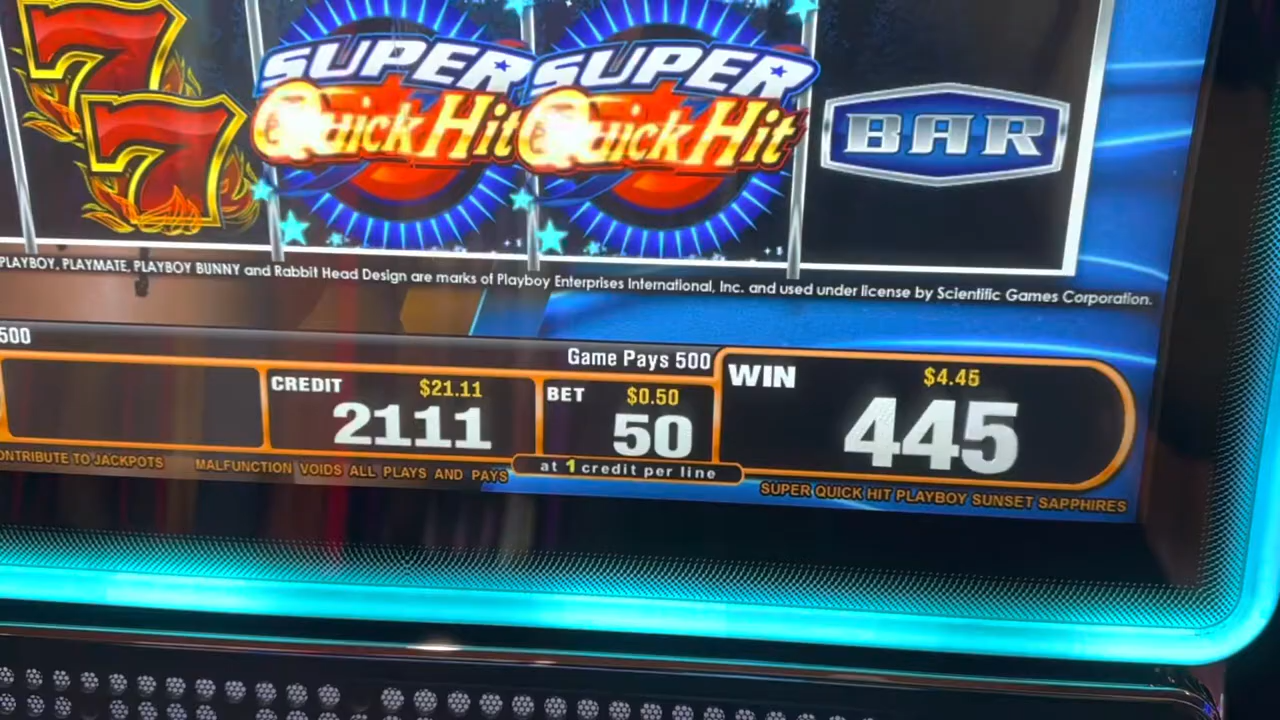 7
7
SUPER
Quick Hit
SUPER
Quick Hit
BAR
PLAYBOY, PLAYMATE, PLAYBOY BUNNY and Rabbit Head Design are marks of Playboy Enterprises International, Inc. and used under license by Scientific Games Corporation.
500
Game Pays 500
CREDIT $21.11
2111
BET $0.50
50
WIN $4.45
445
at 1 credit per line
ONTRIBUTE TO JACKPOTS
MALFUNCTION VOIDS ALL PLAYS AND PAYS
SUPER QUICK HIT PLAYBOY SUNSET SAPPHIRES